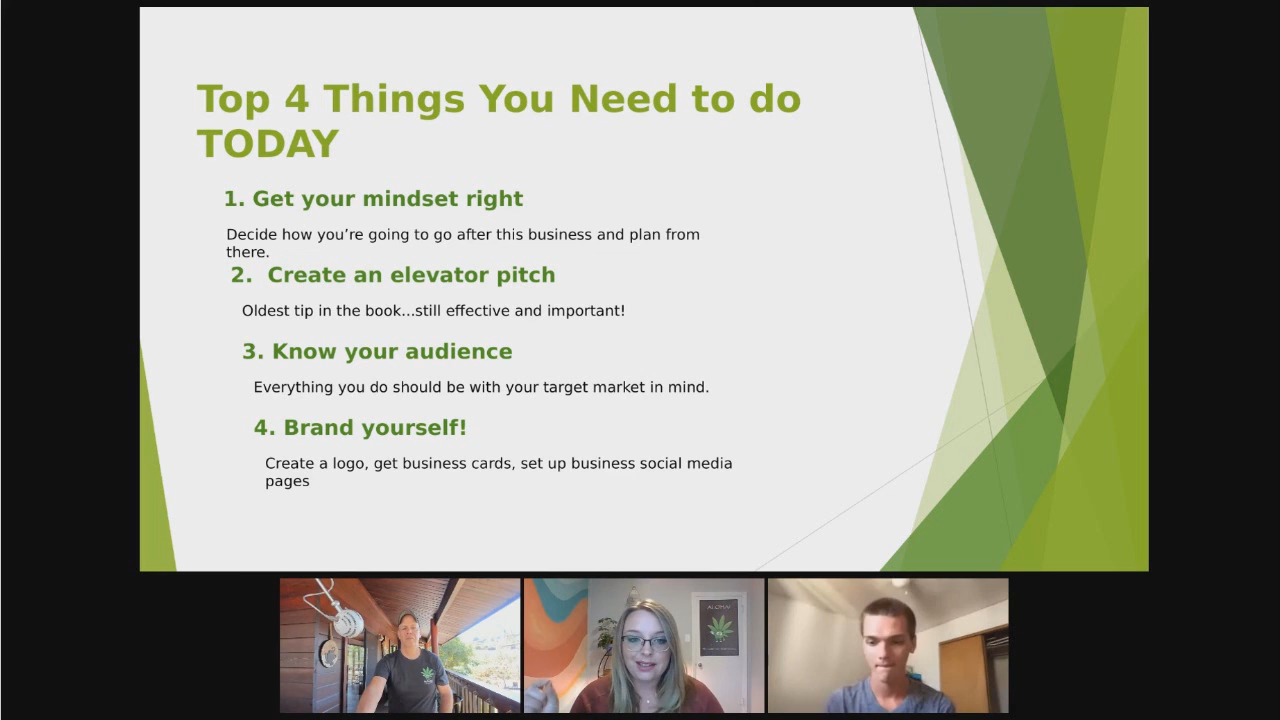 Top 4 Things You Need to do
TODAY
1. Get your mindset right
Decide how you’re going to go after this business and plan from
there.
2.  Create an elevator pitch
Oldest tip in the book…still effective and important!
3. Know your audience
Everything you do should be with your target market in mind.
4. Brand yourself!
Create a logo, get business cards, set up business social media
pages